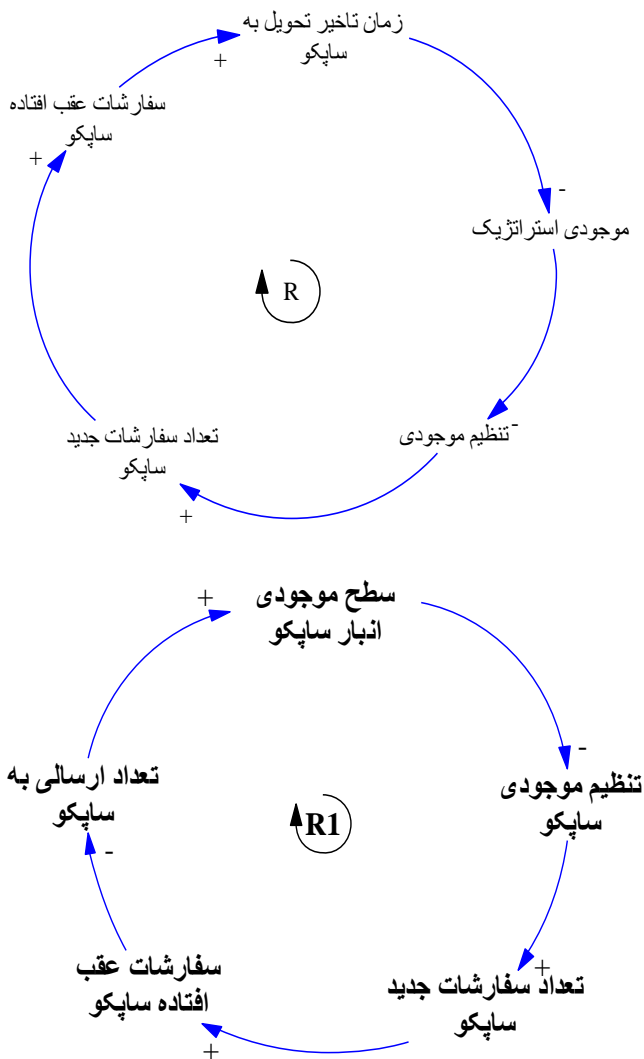 زمان تاخیر تحویل به
ساپکو
+
سفارشات عقب افتاده
ساپکو
+
-
موجودی استراتژیک
R
-
تنظیم موجودی
تعداد سفارشات جدید
ساپکو
+
+
سطح موجودی
انبار ساپکو
-
تعداد ارسالی به
ساپکو
تنظیم موجودی
ساپکو
R1
-
سفارشات عقب
افتاده ساپکو
+
تعداد سفارشات جدید
ساپکو
+